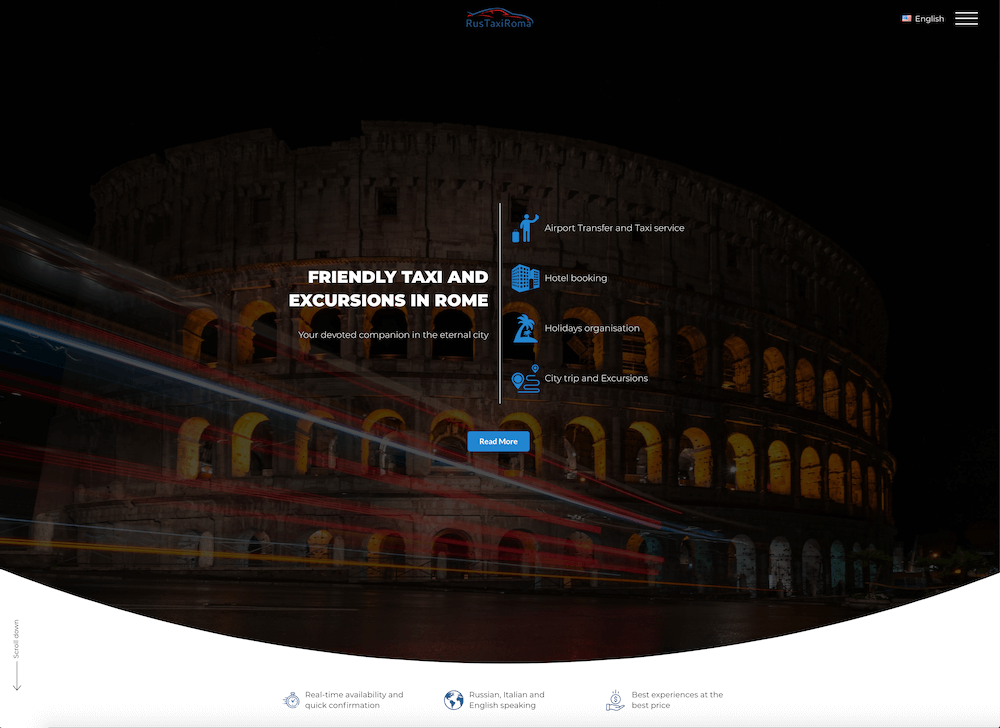 RusTaxiRoma
English
FRIENDLY TAXI AND
EXCURSIONS IN ROME
Your devoted companion in the eternal city
Airport Transfer and Taxi service
Hotel booking
Holidays organisation
City trip and Excursions
Read More
Scroll down
Real-time availability and
quick confirmation
Russian, Italian and
English speaking
Best experiences at the
best price